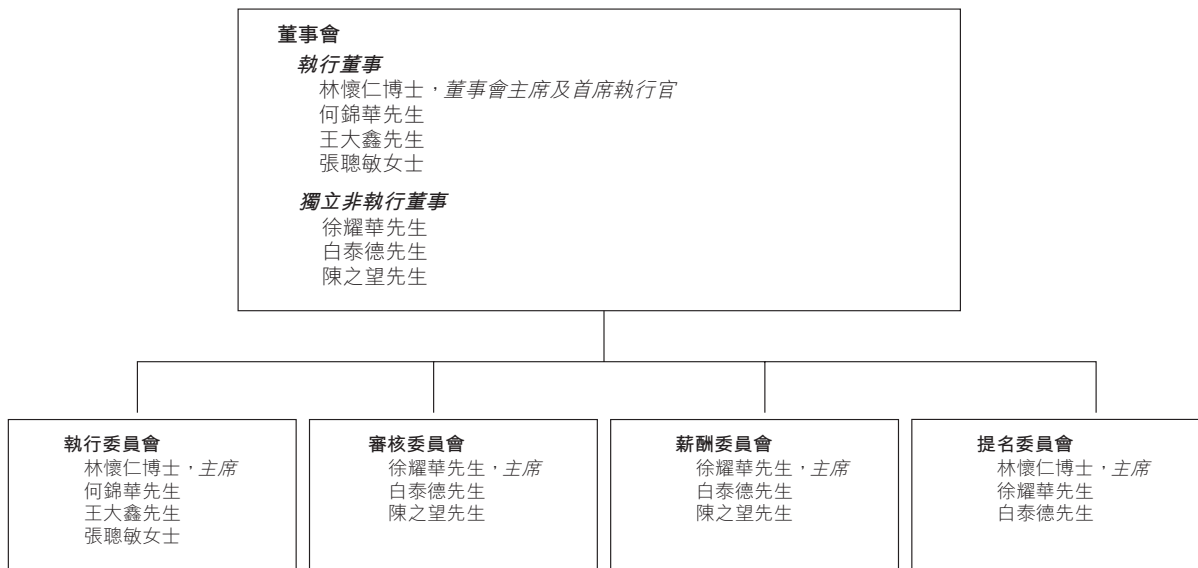 董事會
執行董事
林懷仁博士，董事會主席及首席執行官
何錦華先生
王大鑫先生
張聰敏女士
獨立非執行董事
徐耀華先生
白泰德先生
陳之望先生
執行委員會
林懷仁博士，主席
何錦華先生
王大鑫先生
張聰敏女士
審核委員會
徐耀華先生，主席
白泰德先生
陳之望先生
薪酬委員會
徐耀華先生，主席
白泰德先生
陳之望先生
提名委員會
林懷仁博士，主席
徐耀華先生
白泰德先生